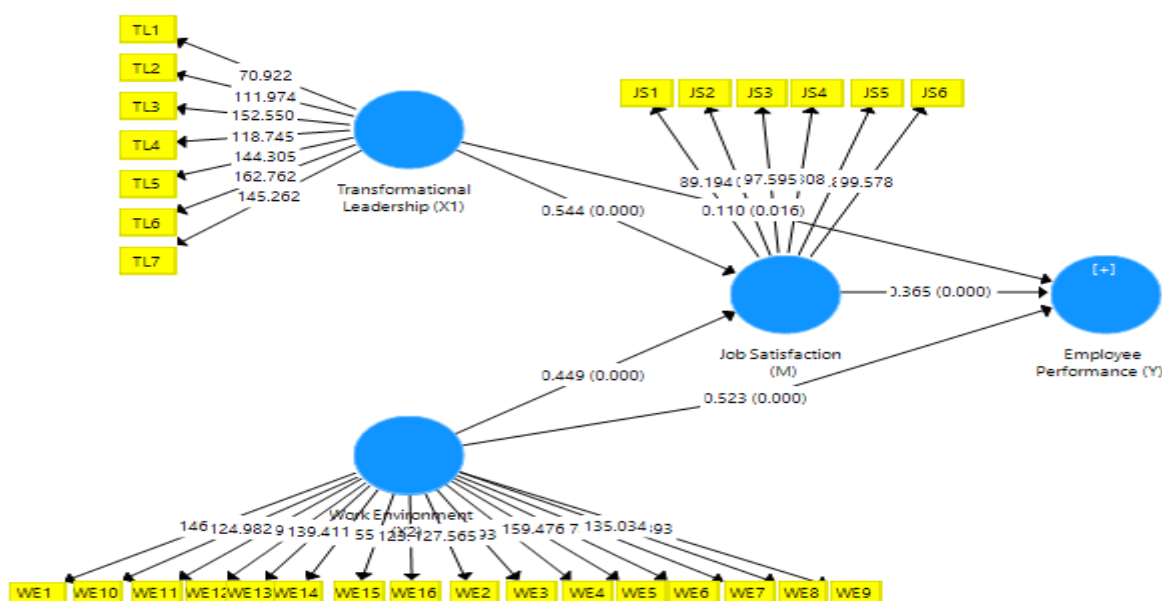 TL1
TL2
TL3
TL4
TL5
TL6
TL7
70.922
111.974
152.550
118.745
144.305
162.762
145.262
Transformational
Leadership (X1)
JS1 JS2 JS3 JS4 JS5 JS6
89.194 97.595 99.578
0.544 (0.000)
0.110 (0.016)
[+]
0.365 (0.000)
Job Satisfaction
(M)
Employee
Performance (Y)
0.449 (0.000)
0.523 (0.000)
Work Environment
124.982 139.411 127.565 159.476 135.034
WE1 WE10 WE11 WE12 WE13 WE14 WE15 WE16 WE2 WE3 WE4 WE5 WE6 WE7 WE8 WE9